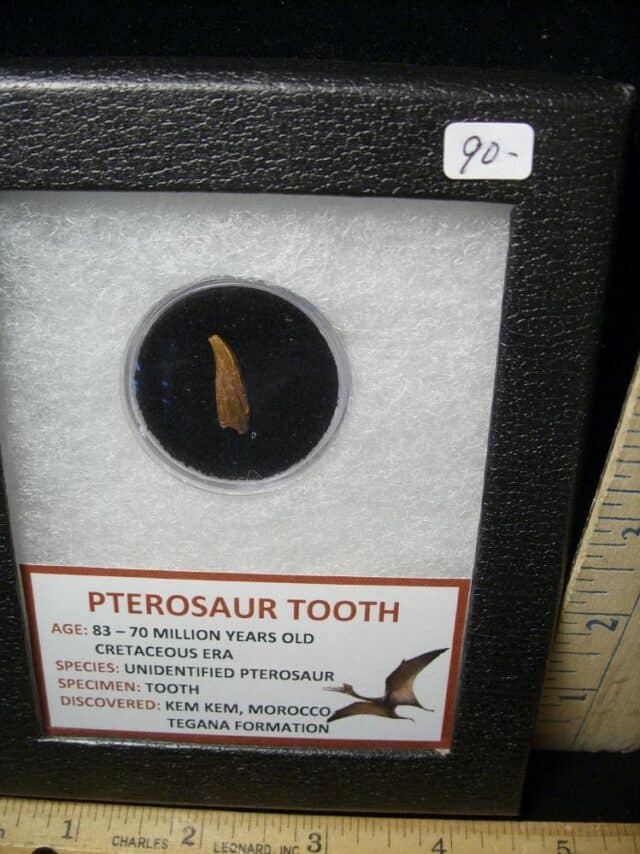 90-
PTEROSAUR TOOTH
AGE: 83 – 70 MILLION YEARS OLD
CRETACEOUS ERA
SPECIES: UNIDENTIFIED PTEROSAUR
SPECIMEN: TOOTH
DISCOVERED: KEM KEM, MOROCCO
TEGANA FORMATION
2
2
1
1 CHARLES 2 LEONARD, INC 3 4 5